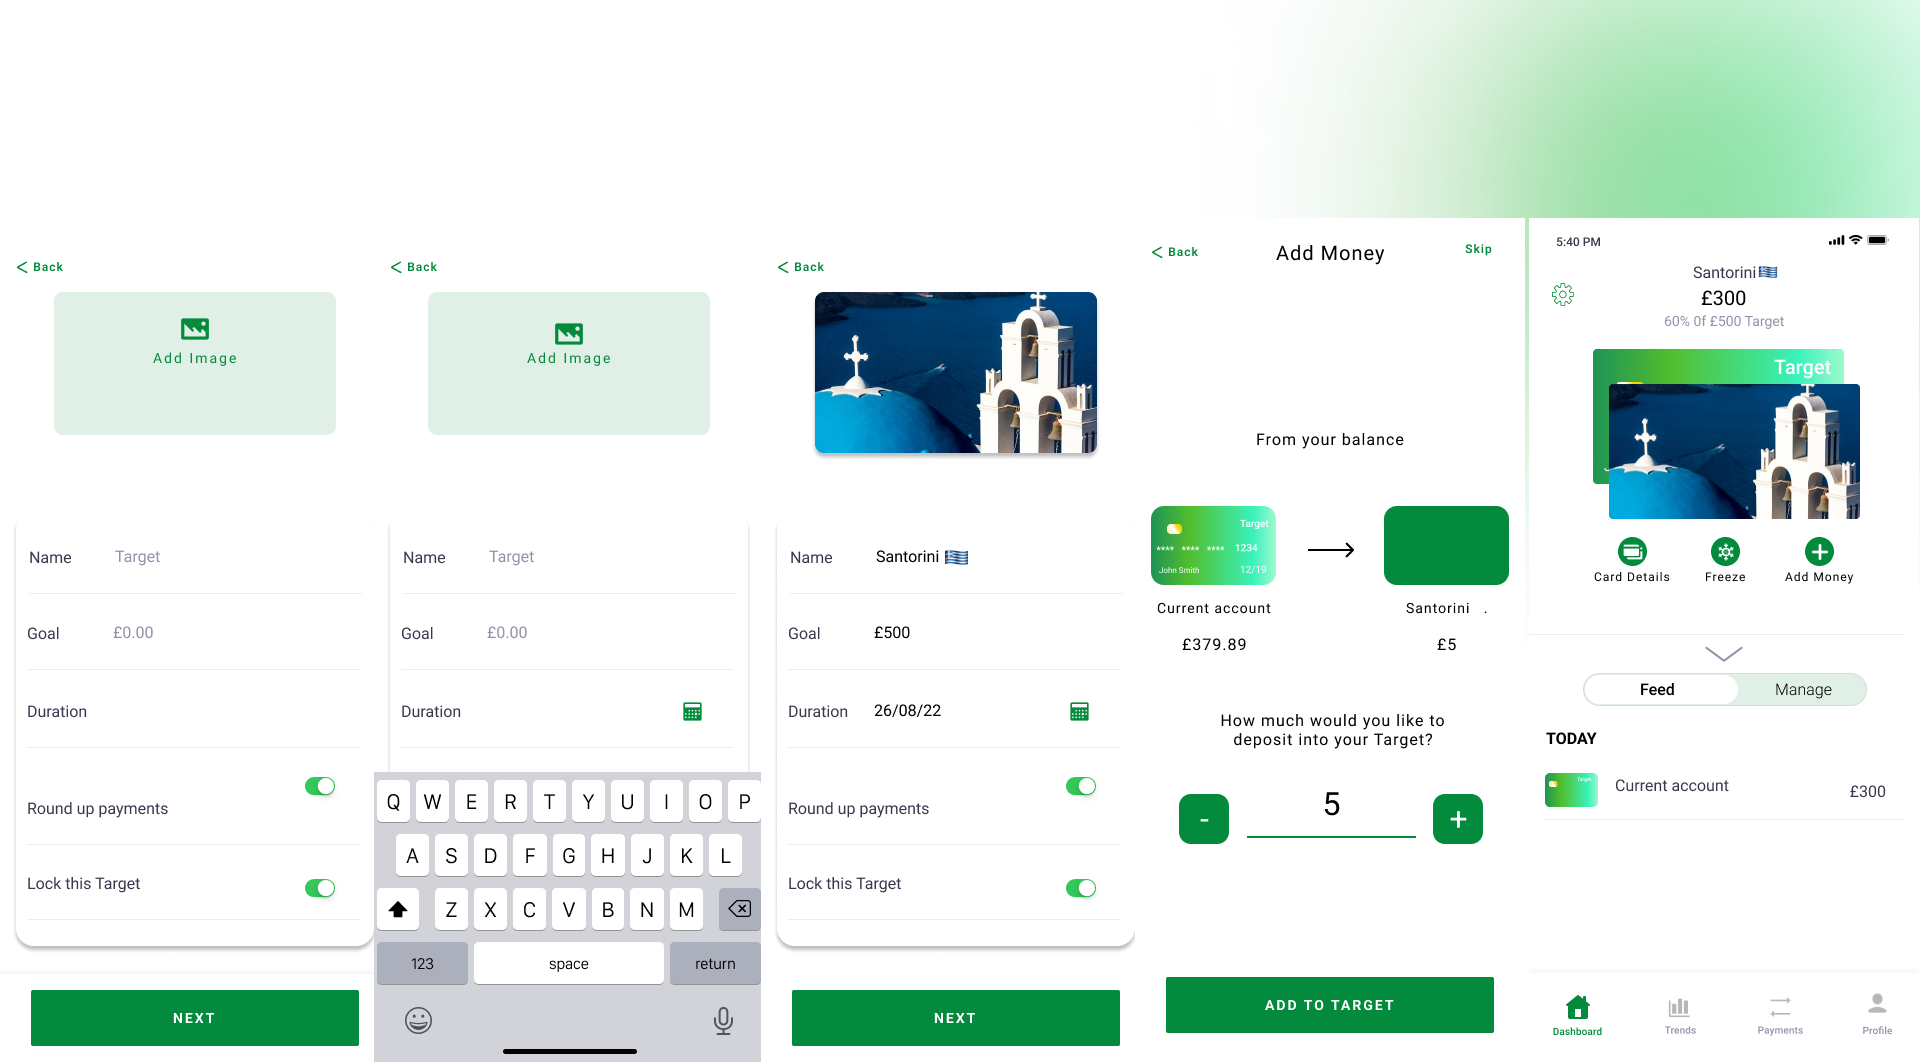 Back
Add Image
Name Target
Goal £0.00
Duration
Round up payments
Lock this Target
NEXT
Back
Add Image
Name Target
Goal £0.00
Duration
Q W E R T Y U I O P
A S D F G H J K L
Z X C V B N M
123 space return
Back
Name Santorini 🇬🇷
Goal £500
Duration 26/08/22
Round up payments
Lock this Target
NEXT
Back Add Money Skip
From your balance
Target
**** **** **** 1234
John Smith 12/19
Current account Santorini .
£379.89 £5
How much would you like to
deposit into your Target?
- 5 +
ADD TO TARGET
5:40 PM
Santorini🇬🇷
£300
60% 0f £500 Target
Target
Card Details Freeze Add Money
Feed Manage
TODAY
Target
Current account £300
Dashboard Trends Payments Profile